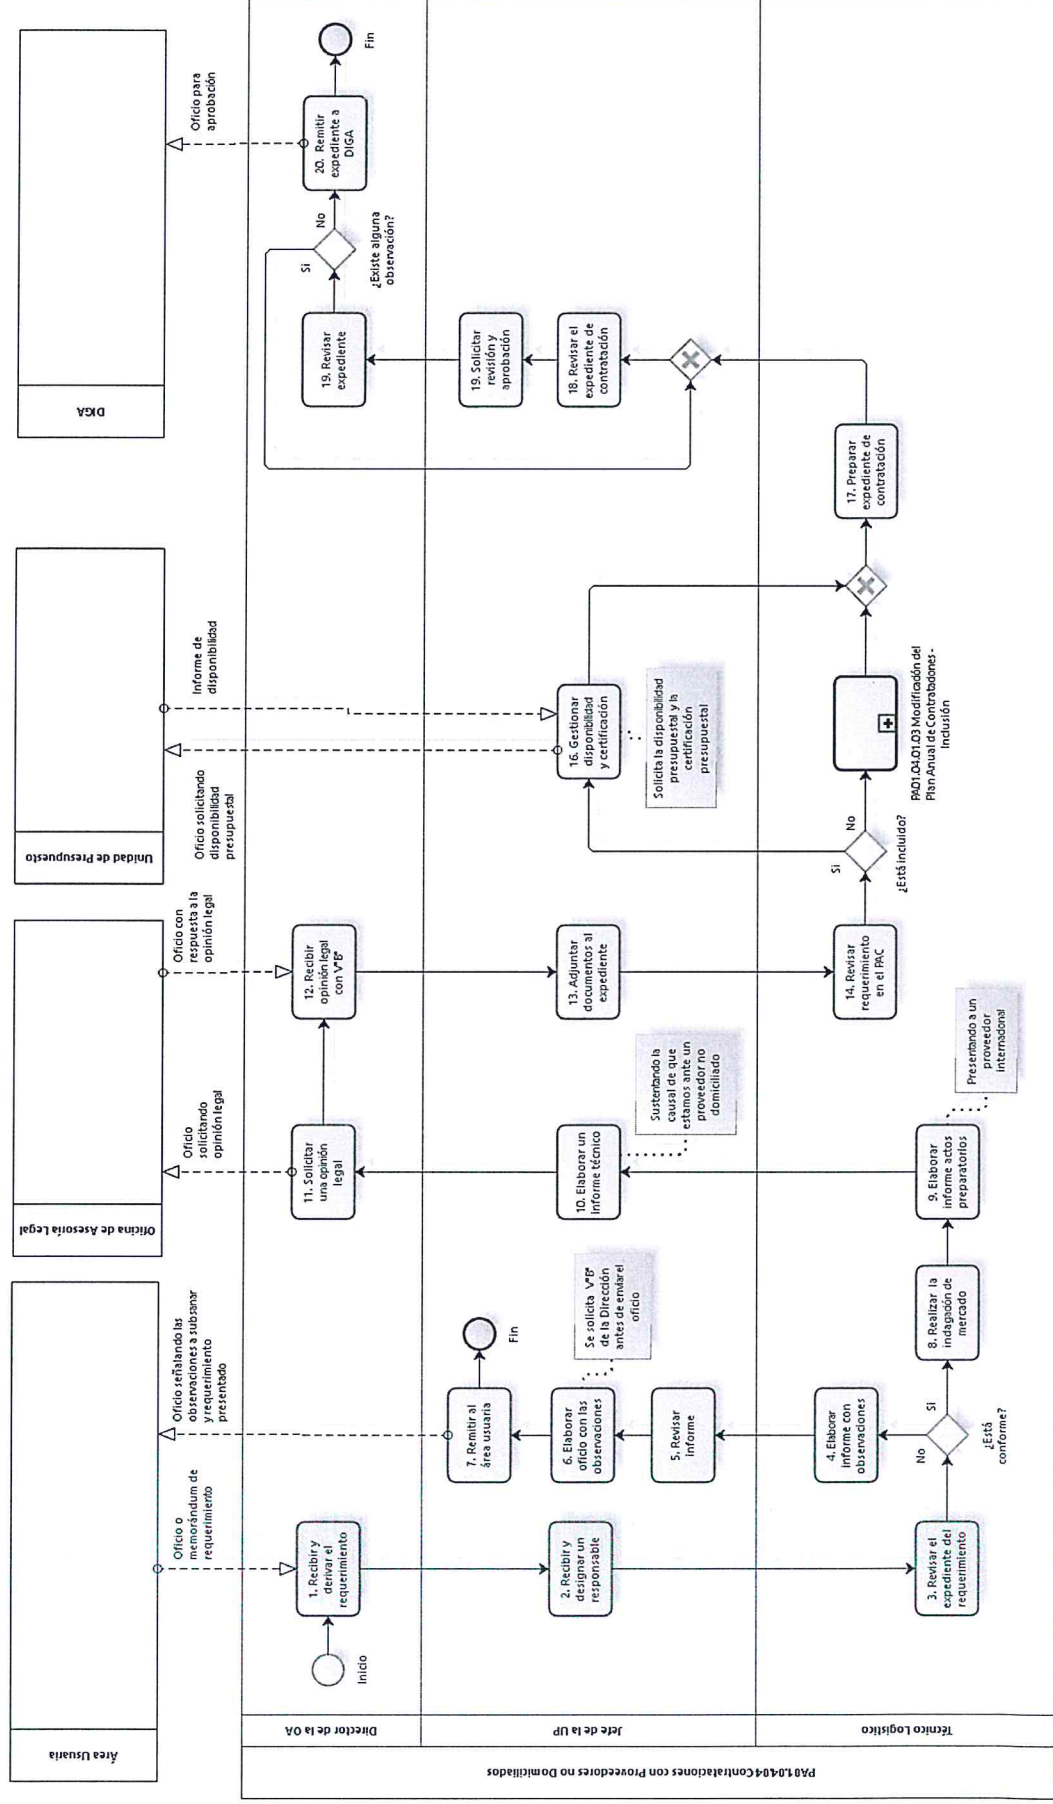 PA01.04.04 Contrataciones con Proveedores no Domiciliados
Área Usuaria
Oficina de Asesoría Legal
Unidad de Presupuesto
DIGA
Director de la OA
Jefe de la UP
Técnico Logístico
Inicio
1. Recibir y
derivar el
requerimiento
Oficio o
memorándum de
requerimiento
2. Recibir y
designar un
responsable
3. Revisar el
expediente del
requerimiento
¿Está
conforme?
No
Si
4. Elaborar
informe con
observaciones
5. Revisar
informe
6. Elaborar
oficio con las
observaciones
Se solicita V°B°
de la Dirección
antes de enviar el
oficio
7. Remitir al
área usuaria
Oficio señalando las
observaciones a subsanar
y requerimiento
presentado
Fin
8. Realizar la
indagación de
mercado
9. Elaborar
informe actos
preparatorios
Presentando a un
proveedor
internacional
10. Elaborar un
informe técnico
Sustentando la
causal de que
estamos ante un
proveedor no
domiciliado
11. Solicitar
una opinión
legal
Oficio
solicitando
opinión legal
12. Recibir
opinión legal
con V°B°
Oficio con
respuesta a la
opinión legal
13. Adjuntar
documentos al
expediente
14. Revisar
requerimiento
en el PAC
¿Está incluido?
Si
No
PA01.04.01.03 Modificación del
Plan Anual de Contrataciones -
Inclusión
16. Gestionar
disponibilidad
y certificación
Solicita la disponibilidad
presupuestal y la
certificación
presupuestal
Oficio solicitando
disponibilidad
presupuestal
Informe de
disponibilidad
17. Preparar
expediente de
contratación
18. Revisar el
expediente de
contratación
19. Solicitar
revisión y
aprobación
19. Revisar
expediente
¿Existe alguna
observación?
Si
No
20. Remitir
expediente a
DIGA
Oficio para
aprobación
Fin